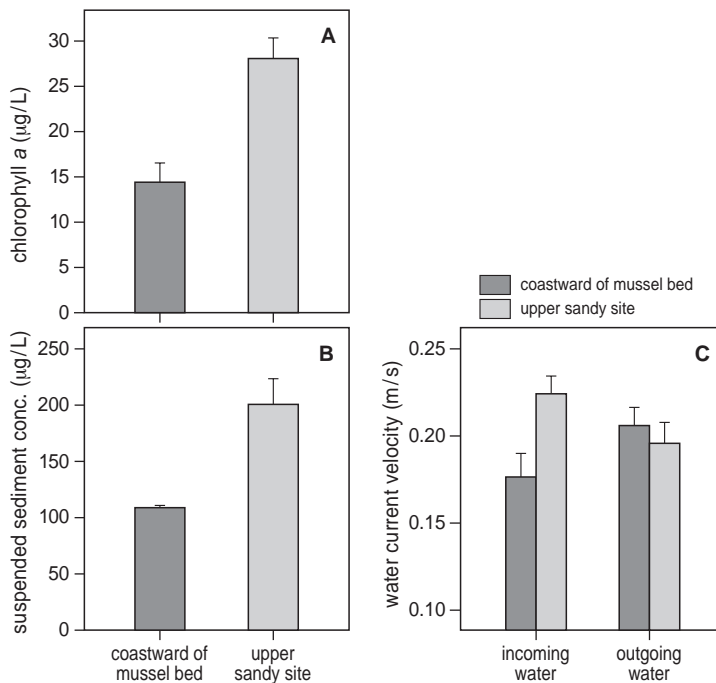 A
chlorophyll a (μg/L)
30
25
20
15
10
5
0
B
suspended sediment conc. (μg/L)
250
200
150
100
50
0
coastward of
mussel bed
upper
sandy site
coastward of mussel bed
upper sandy site
C
water current velocity (m/s)
0.25
0.20
0.15
0.10
incoming
water
outgoing
water